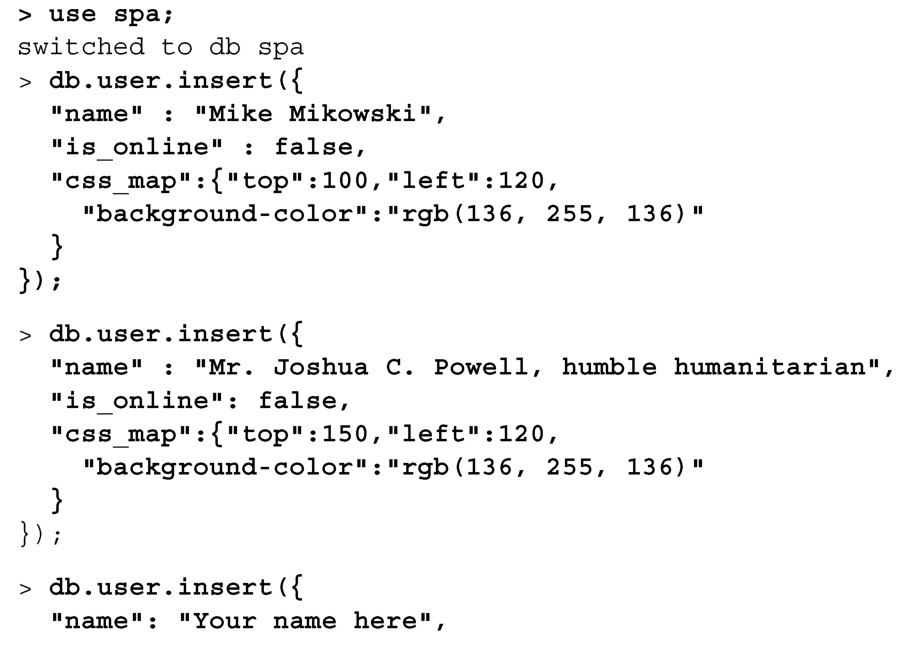 > use spa;
switched to db spa
> db.user.insert({
"name" : "Mike Mikowski",
"is_online" : false,
"css_map":{"top":100,"left":120,
"background-color":"rgb(136, 255, 136)"
}
});
> db.user.insert({
"name" : "Mr. Joshua C. Powell, humble humanitarian",
"is_online": false,
"css_map":{"top":150,"left":120,
"background-color":"rgb(136, 255, 136)"
}
});
> db.user.insert({
"name": "Your name here",